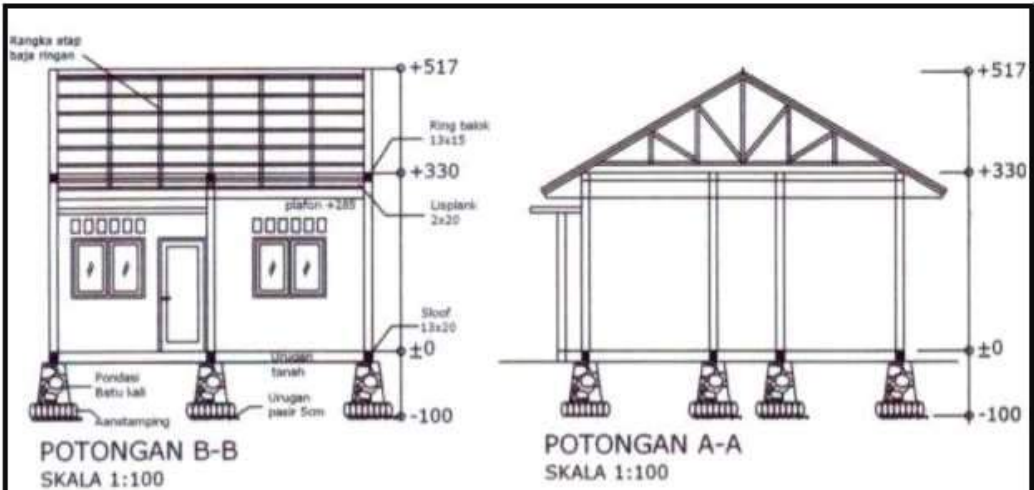 Rangka atap
baja ringan
+517
Ring balok
13x15
+330
plafon +285
Lisplank
2x20
Sloof
13x20
±0
Urugan
tanah
Pondasi
Batu kali
Urugan
pasir 5cm
Aanstamping
-100
POTONGAN B-B
SKALA 1:100
+517
+330
±0
-100
POTONGAN A-A
SKALA 1:100